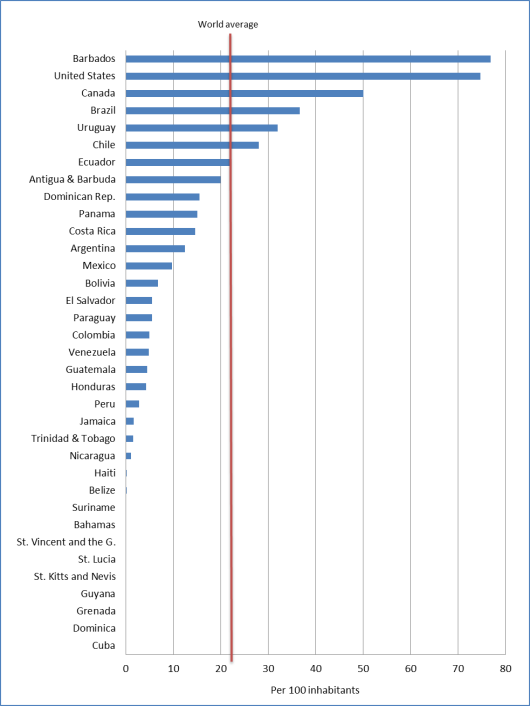 World average
Barbados
United States
Canada
Brazil
Uruguay
Chile
Ecuador
Antigua & Barbuda
Dominican Rep.
Panama
Costa Rica
Argentina
Mexico
Bolivia
El Salvador
Paraguay
Colombia
Venezuela
Guatemala
Honduras
Peru
Jamaica
Trinidad & Tobago
Nicaragua
Haiti
Belize
Suriname
Bahamas
St. Vincent and the G.
St. Lucia
St. Kitts and Nevis
Guyana
Grenada
Dominica
Cuba
0 10 20 30 40 50 60 70 80
Per 100 inhabitants